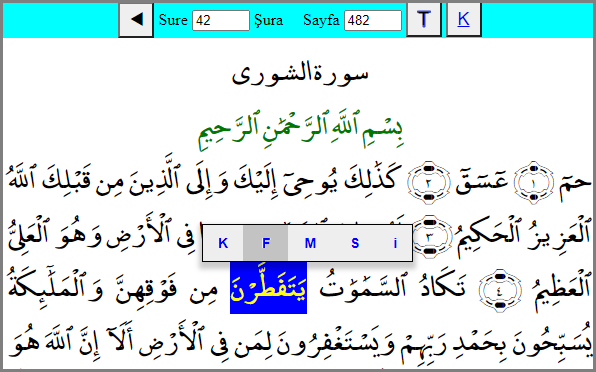 ◄ Sure 42 Şura Sayfa 482 T K
سورة الشورى
بِسْمِ ٱللَّهِ ٱلرَّحْمَٰنِ ٱلرَّحِيمِ
حمٓ ١ عٓسٓقٓ ٢ كَذَٰلِكَ يُوحِىٓ إِلَيْكَ وَإِلَى ٱلَّذِينَ مِن قَبْلِكَ ٱللَّهُ
ٱلْعَزِيزُ ٱلْحَكِيمُ ٣ فِى ٱلْأَرْضِ وَهُوَ ٱلْعَلِىُّ
K F M S i
ٱلْعَظِيمُ ٤ تَكَادُ ٱلسَّمَٰوَٰتُ يَتَفَطَّرْنَ مِن فَوْقِهِنَّ وَٱلْمَلَٰٓئِكَةُ
يُسَبِّحُونَ بِحَمْدِ رَبِّهِمْ وَيَسْتَغْفِرُونَ لِمَن فِى ٱلْأَرْضِ أَلَآ إِنَّ ٱللَّهَ هُوَ